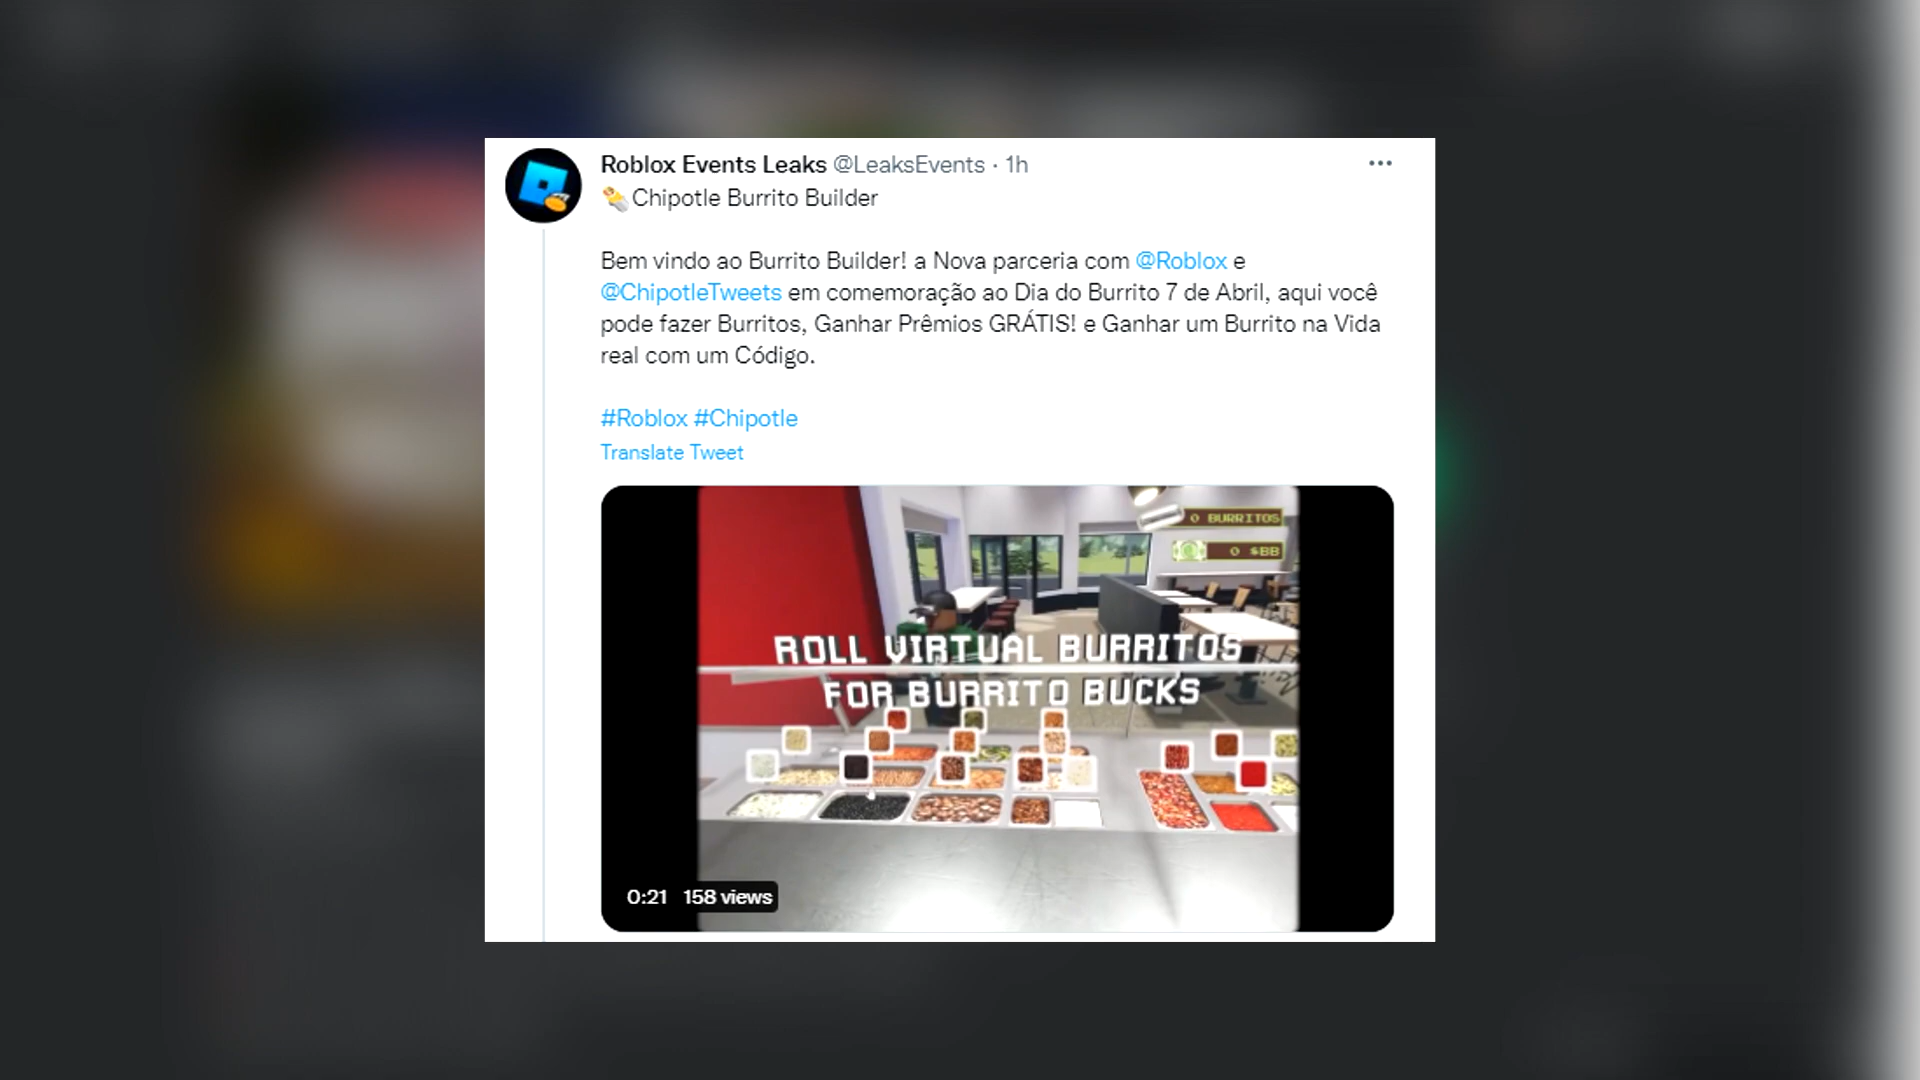 Roblox Events Leaks @LeaksEvents · 1h
🌯Chipotle Burrito Builder
Bem vindo ao Burrito Builder! a Nova parceria com @Roblox e
@ChipotleTweets em comemoração ao Dia do Burrito 7 de Abril, aqui você
pode fazer Burritos, Ganhar Prêmios GRÁTIS! e Ganhar um Burrito na Vida
real com um Código.
#Roblox #Chipotle
Translate Tweet
0 BURRITOS
0 $BB
ROLL VIRTUAL BURRITOS
FOR BURRITO BUCKS
0:21 158 views